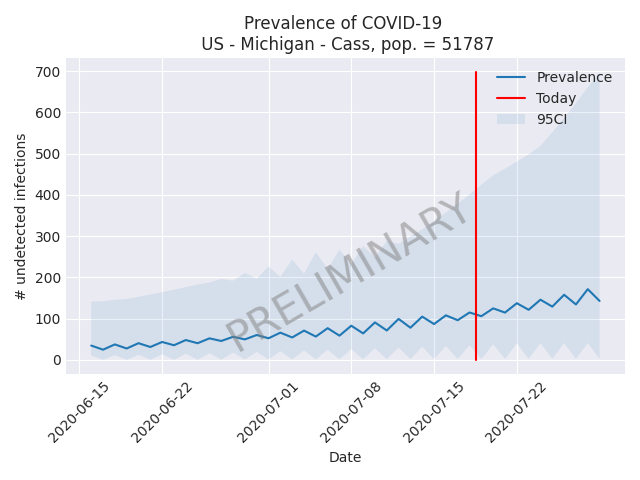 Prevalence of COVID-19
US - Michigan - Cass, pop. = 51787
700
600
500
400
300
200
100
0
# undetected infections
Prevalence
Today
95CI
PRELIMINARY
2020-06-15
2020-06-22
2020-07-01
2020-07-08
2020-07-15
2020-07-22
Date